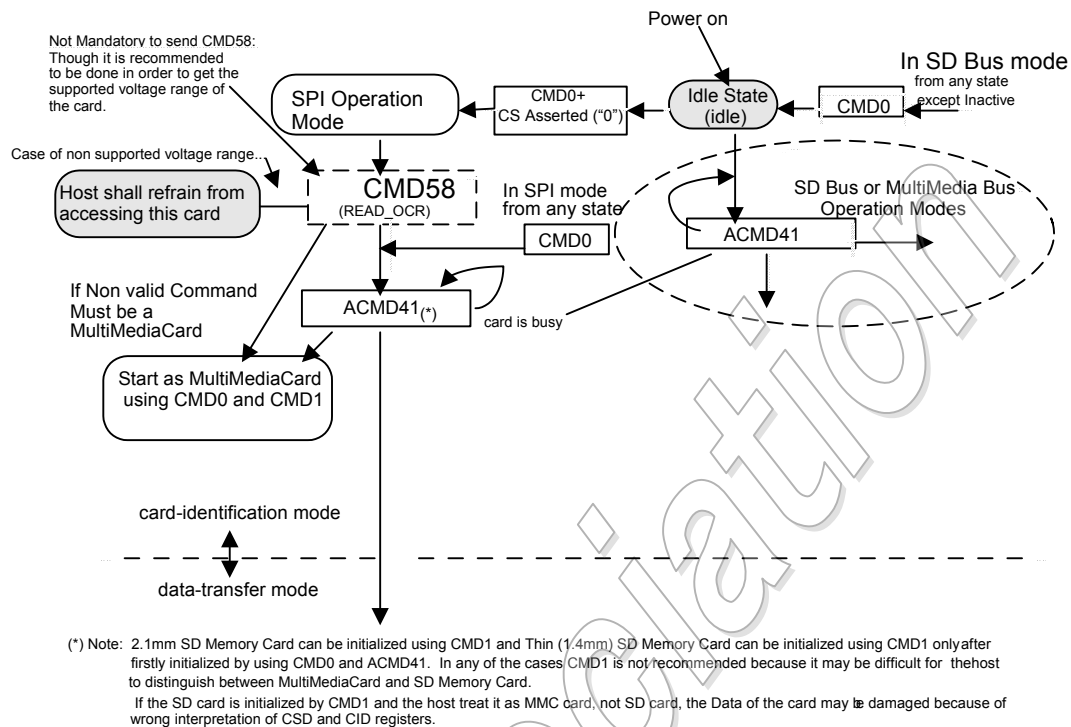 Power on
Not Mandatory to send CMD58:
Though it is recommended
to be done in order to get the
supported voltage range of
the card.
SPI Operation
Mode
CMD0+
CS Asserted ("0")
Idle State
(idle)
CMD0
In SD Bus mode
from any state
except Inactive
Case of non supported voltage range...
Host shall refrain from
accessing this card
CMD58
(READ_OCR)
In SPI mode
from any state
CMD0
SD Bus or MultiMedia Bus
Operation Modes
ACMD41
If Non valid Command
Must be a
MultiMediaCard
ACMD41(*)
card is busy
Start as MultiMediaCard
using CMD0 and CMD1
card-identification mode
data-transfer mode
(*) Note: 2.1mm SD Memory Card can be initialized using CMD1 and Thin (1.4mm) SD Memory Card can be initialized using CMD1 onlyafter
firstly initialized by using CMD0 and ACMD41. In any of the cases CMD1 is not recommended because it may be difficult for thehost
to distinguish between MultiMediaCard and SD Memory Card.
If the SD card is initialized by CMD1 and the host treat it as MMC card, not SD card, the Data of the card may be damaged because of
wrong interpretation of CSD and CID registers.
ciation